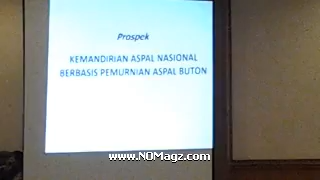 Prospek
KEMANDIRIAN ASPAL NASIONAL
BERBASIS PEMURNIAN ASPAL BUTON
www.NOMagz.com